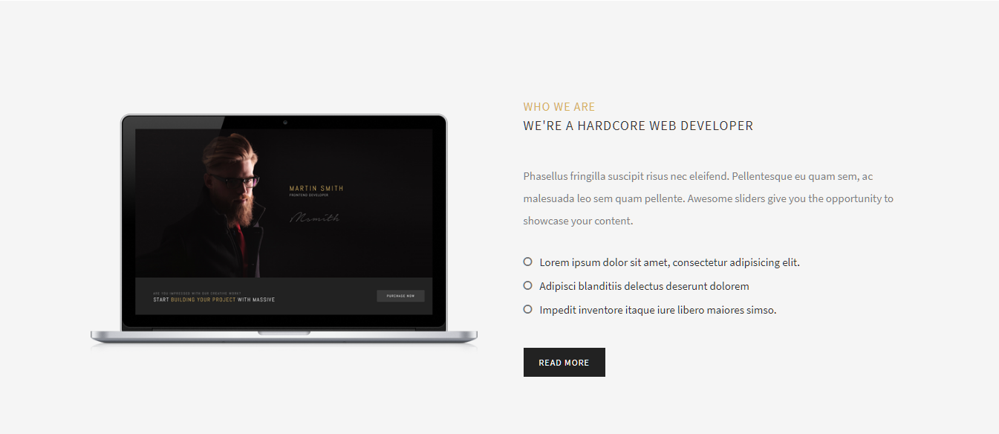 WHO WE ARE
WE'RE A HARDCORE WEB DEVELOPER
Phasellus fringilla suscipit risus nec eleifend. Pellentesque eu quam sem, ac
malesuada leo sem quam pellente. Awesome sliders give you the opportunity to
showcase your content.
Lorem ipsum dolor sit amet, consectetur adipisicing elit.
Adipisci blanditiis delectus deserunt dolorem
Impedit inventore itaque iure libero maiores simso.
READ MORE
MARTIN SMITH
FRONTEND DEVELOPER
Msmith
ARE YOU IMPRESSED WITH OUR CREATIVE WORK?
START BUILDING YOUR PROJECT WITH MASSIVE
PURCHASE NOW